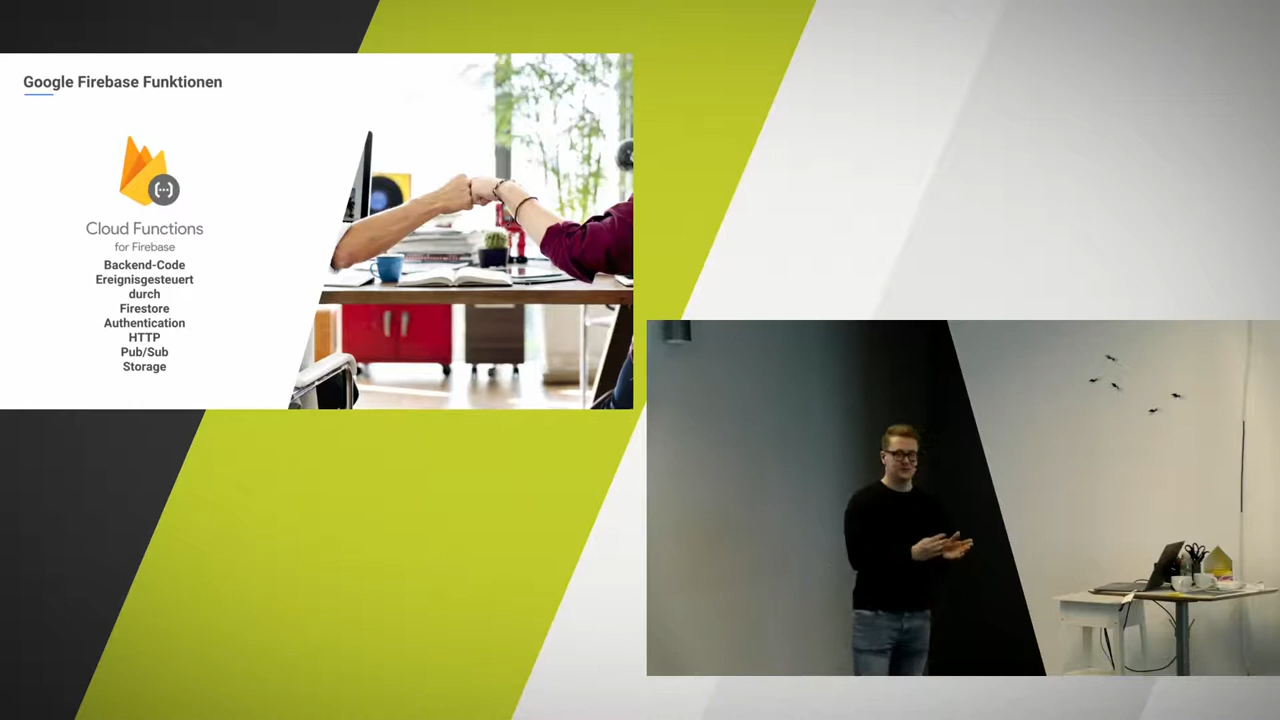 Google Firebase Funktionen
Cloud Functions
for Firebase
Backend-Code
Ereignisgesteuert
durch
Firestore
Authentication
HTTP
Pub/Sub
Storage